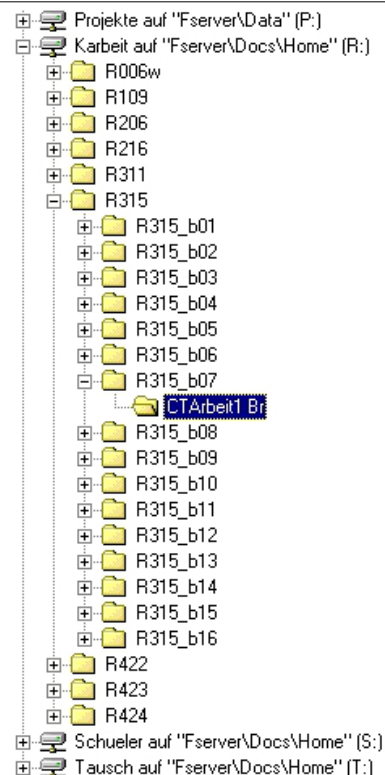 Projekte auf "Fserver\Data" (P:)
Karbeit auf "Fserver\Docs\Home" (R:)
R006w
R109
R206
R216
R311
R315
R315_b01
R315_b02
R315_b03
R315_b04
R315_b05
R315_b06
R315_b07
CTArbeit1 Br
R315_b08
R315_b09
R315_b10
R315_b11
R315_b12
R315_b13
R315_b14
R315_b15
R315_b16
R422
R423
R424
Schueler auf "Fserver\Docs\Home" (S:)
Tausch auf "Fserver\Docs\Home" (T:)